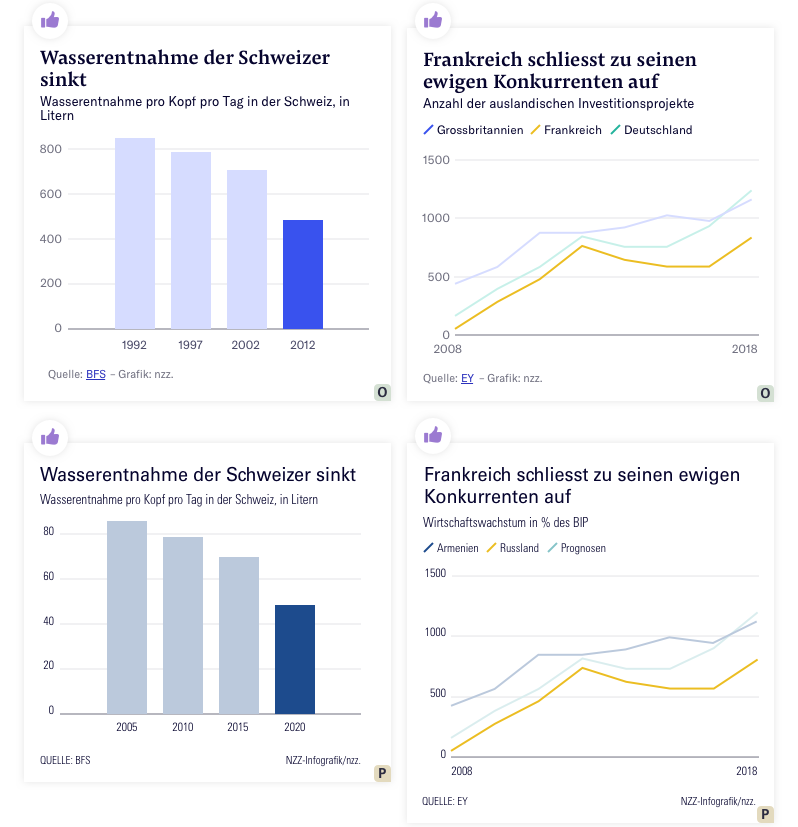 Wasserentnahme der Schweizer
sinkt
Wasserentnahme pro Kopf pro Tag in der Schweiz, in
Litern
800
600
400
200
0
1992 1997 2002 2012
Quelle: BFS – Grafik: nzz.
O
Frankreich schliesst zu seinen
ewigen Konkurrenten auf
Anzahl der auslandischen Investitionsprojekte
Grossbritannien Frankreich Deutschland
1500
1000
500
0
2008 2018
Quelle: EY – Grafik: nzz.
O
Wasserentnahme der Schweizer sinkt
Wasserentnahme pro Kopf pro Tag in der Schweiz, in Litern
80
60
40
20
0
2005 2010 2015 2020
QUELLE: BFS NZZ-Infografik/nzz.
P
Frankreich schliesst zu seinen ewigen
Konkurrenten auf
Wirtschaftswachstum in % des BIP
Armenien Russland Prognosen
1500
1000
500
0
2008 2018
QUELLE: EY NZZ-Infografik/nzz.
P